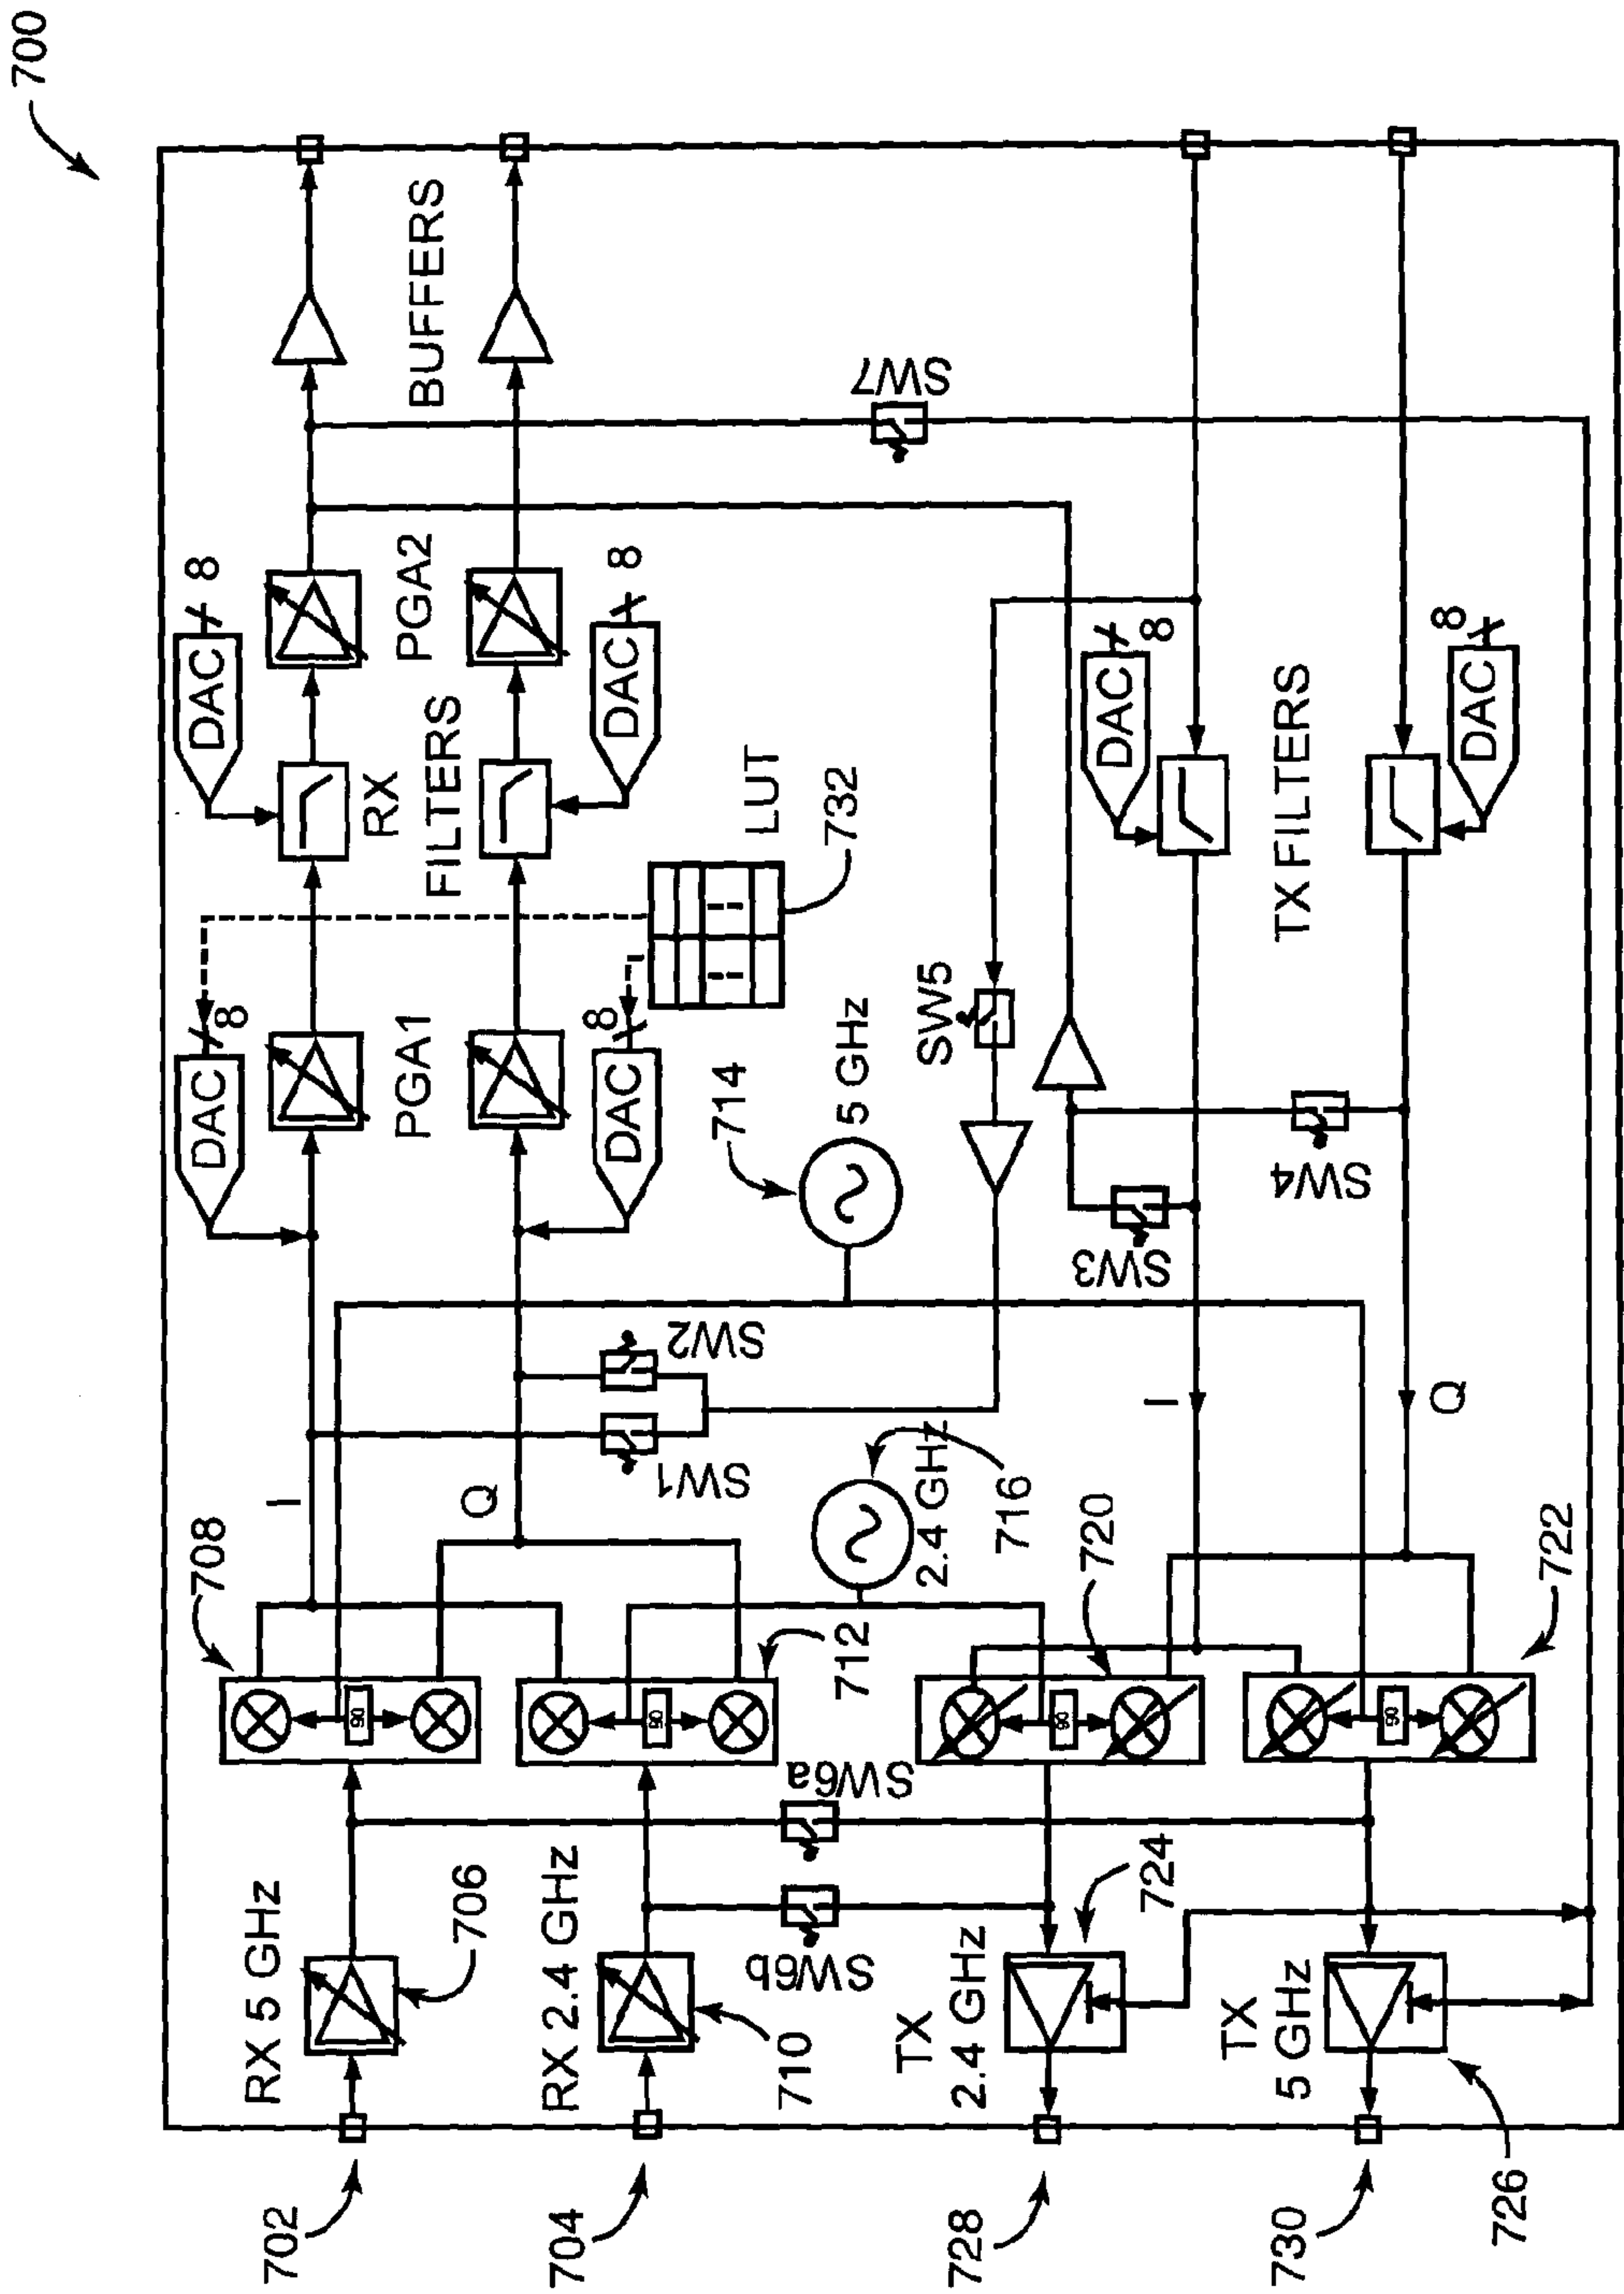 700
702
RX 5 GHz
706
708
I
DAC
8
PGA1
DAC
8
RX
FILTERS
DAC
8
PGA2
DAC
8
BUFFERS
704
RX 2.4 GHz
710
712
Q
90
90
SW1
SW2
LUT
732
714
5 GHz
716
2.4 GHz
SW6a
SW6b
SW5
SW7
728
TX
2.4 GHz
724
720
90
I
SW3
DAC
8
TX FILTERS
730
TX
5 GHz
726
722
90
Q
SW4
DAC
8